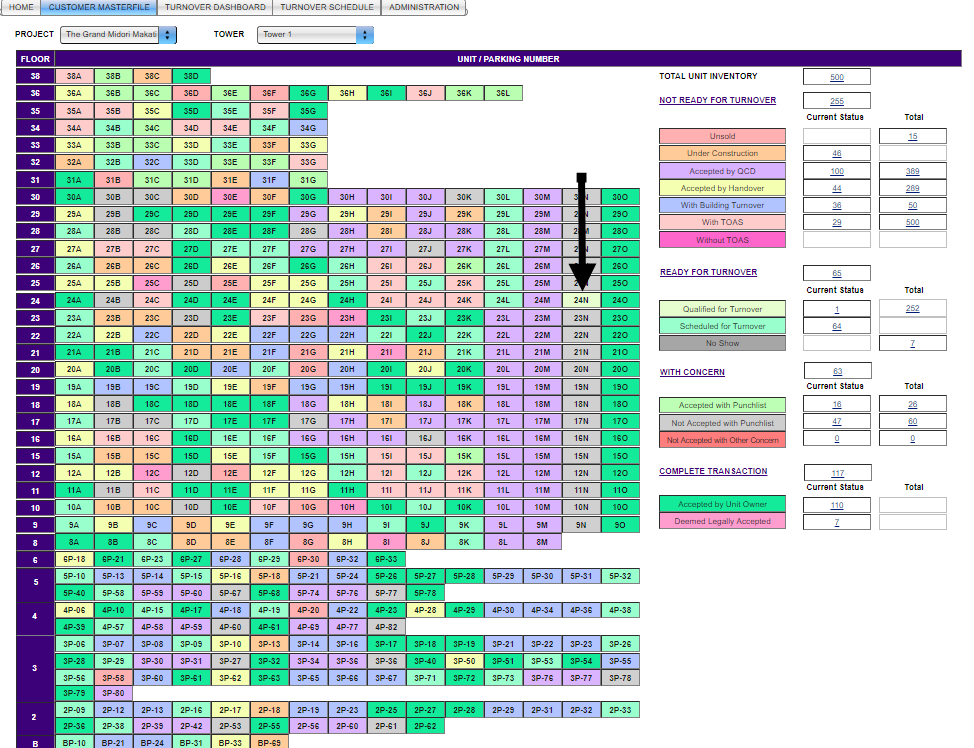 HOME CUSTOMER MASTERFILE TURNOVER DASHBOARD TURNOVER SCHEDULE ADMINISTRATION
PROJECT The Grand Midori Makati TOWER Tower 1
FLOOR UNIT / PARKING NUMBER
38 38A 38B 38C 38D
36 36A 36B 36C 36D 36E 36F 36G 36H 36I 36J 36K 36L
35 35A 35B 35C 35D 35E 35F 35G
34 34A 34B 34C 34D 34E 34F 34G
33 33A 33B 33C 33D 33E 33F 33G
32 32A 32B 32C 32D 33E 33F 33G
31 31A 31B 31C 31D 31E 31F 31G
30 30A 30B 30C 30D 30E 30F 30G 30H 30I 30J 30K 30L 30M 30O
29 29A 29B 29C 29D 29E 29F 29G 29H 29I 29J 29K 29L 29M 29O
28 28A 28B 28C 28D 28E 28F 28G 28H 28I 28J 28K 28L 28M 28O
27 27A 27B 27C 27D 27E 27F 27G 27H 27I 27J 27K 27L 27M 27O
26 26A 26B 26C 26D 26E 26F 26G 26H 26I 26J 26K 26L 26M 26O
25 25A 25B 25C 25D 25E 25F 25G 25H 25I 25J 25K 25L 25M 25O
24 24A 24B 24C 24D 24E 24F 24G 24H 24I 24J 24K 24L 24M 24N 24O
23 23A 23B 23C 23D 23E 23F 23G 23H 23I 23J 23K 23L 23M 23N 23O
22 22A 22B 22C 22D 22E 22F 22G 22H 22I 22J 22K 22L 22M 22N 22O
21 21A 21B 21C 21D 21E 21F 21G 21H 21I 21J 21K 21L 21M 21N 21O
20 20A 20B 20C 20D 20E 20F 20G 20H 20I 20J 20K 20L 20M 20N 20O
19 19A 19B 19C 19D 19E 19F 19G 19H 19I 19J 19K 19L 19M 19N 19O
18 18A 18B 18C 18D 18E 18F 18G 18H 18I 18J 18K 18L 18M 18N 18O
17 17A 17B 17C 17D 17E 17F 17G 17H 17I 17J 17K 17L 17M 17N 17O
16 16A 16B 16C 16D 16E 16F 16G 16H 16I 16J 16K 16L 16M 16N 16O
15 15A 15B 15C 15D 15E 15F 15G 15H 15I 15J 15K 15L 15M 15N 15O
12 12A 12B 12C 12D 12E 12F 12G 12H 12I 12J 12K 12L 12M 12N 12O
11 11A 11B 11C 11D 11E 11F 11G 11H 11I 11J 11K 11L 11M 11N 11O
10 10A 10B 10C 10D 10E 10F 10G 10H 10I 10J 10K 10L 10M 10N 10O
9 9A 9B 9C 9D 9E 9F 9G 9H 9I 9J 9K 9L 9M 9N 9O
8 8A 8B 8C 8D 8E 8F 8G 8H 8I 8J 8K 8L 8M
6 6P-18 6P-21 6P-23 6P-27 6P-28 6P-29 6P-30 6P-32 6P-33
5 5P-10 5P-13 5P-14 5P-15 5P-16 5P-18 5P-21 5P-24 5P-26 5P-27 5P-28 5P-29 5P-30 5P-31 5P-32
5P-40 5P-58 5P-59 5P-60 5P-67 5P-68 5P-74 5P-76 5P-77 5P-78
4 4P-06 4P-10 4P-15 4P-17 4P-18 4P-19 4P-20 4P-22 4P-23 4P-28 4P-29 4P-30 4P-34 4P-36 4P-38
4P-39 4P-57 4P-58 4P-59 4P-60 4P-61 4P-69 4P-77 4P-82
3 3P-06 3P-07 3P-08 3P-09 3P-10 3P-13 3P-14 3P-16 3P-17 3P-18 3P-19 3P-21 3P-22 3P-23 3P-26
3P-28 3P-29 3P-30 3P-31 3P-27 3P-32 3P-34 3P-36 3P-36 3P-40 3P-50 3P-51 3P-53 3P-54 3P-55
3P-56 3P-58 3P-60 3P-61 3P-62 3P-63 3P-65 3P-66 3P-67 3P-71 3P-72 3P-73 3P-76 3P-77 3P-78
3P-79 3P-80
2 2P-09 2P-12 2P-13 2P-16 2P-17 2P-18 2P-19 2P-23 2P-25 2P-27 2P-28 2P-29 2P-31 2P-32 2P-33
2P-36 2P-38 2P-39 2P-42 2P-53 2P-55 2P-56 2P-60 2P-61 2P-62
B BP-10 BP-21 BP-24 BP-31 BP-33 BP-69
TOTAL UNIT INVENTORY 500
NOT READY FOR TURNOVER 255
Current Status Total
Unsold 15
Under Construction 46
Accepted by QCD 100 389
Accepted by Handover 44 289
With Building Turnover 36 50
With TOAS 29 500
Without TOAS
READY FOR TURNOVER 65
Current Status Total
Qualified for Turnover 1 252
Scheduled for Turnover 64
No Show 7
WITH CONCERN 63
Current Status Total
Accepted with Punchlist 16 26
Not Accepted with Punchlist 47 60
Not Accepted with Other Concern 0 0
COMPLETE TRANSACTION 117
Current Status Total
Accepted by Unit Owner 110
Deemed Legally Accepted 7